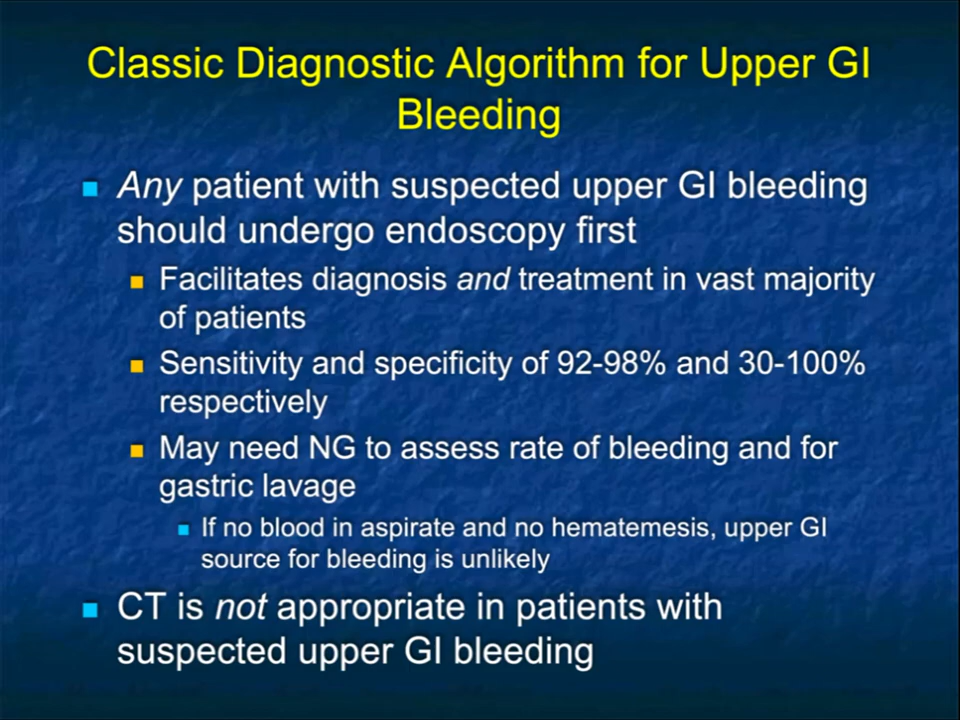 Classic Diagnostic Algorithm for Upper GI
Bleeding
Any patient with suspected upper GI bleeding
should undergo endoscopy first
Facilitates diagnosis and treatment in vast majority
of patients
Sensitivity and specificity of 92-98% and 30-100%
respectively
May need NG to assess rate of bleeding and for
gastric lavage
If no blood in aspirate and no hematemesis, upper GI
source for bleeding is unlikely
CT is not appropriate in patients with
suspected upper GI bleeding